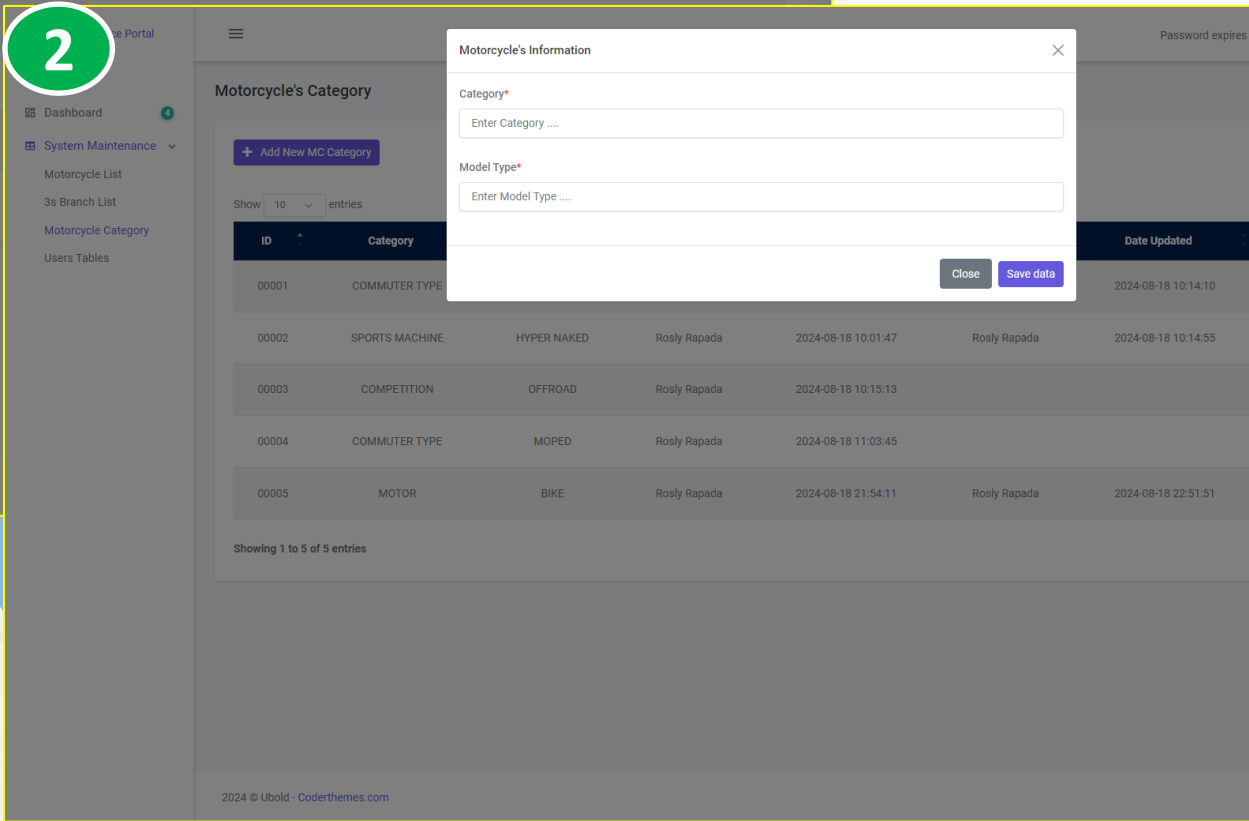 2
ce Portal
Password expires
Dashboard 4
System Maintenance
Motorcycle List
3s Branch List
Motorcycle Category
Users Tables
Motorcycle's Category
+ Add New MC Category
Show 10 entries
ID Category Date Updated
00001 COMMUTER TYPE 2024-08-18 10:14:10
00002 SPORTS MACHINE HYPER NAKED Rosly Rapada 2024-08-18 10:01:47 Rosly Rapada 2024-08-18 10:14:55
00003 COMPETITION OFFROAD Rosly Rapada 2024-08-18 10:15:13
00004 COMMUTER TYPE MOPED Rosly Rapada 2024-08-18 11:03:45
00005 MOTOR BIKE Rosly Rapada 2024-08-18 21:54:11 Rosly Rapada 2024-08-18 22:51:51
Showing 1 to 5 of 5 entries
2024 © Ubold - Coderthemes.com
Motorcycle's Information
Category*
Enter Category ....
Model Type*
Enter Model Type ....
Close Save data